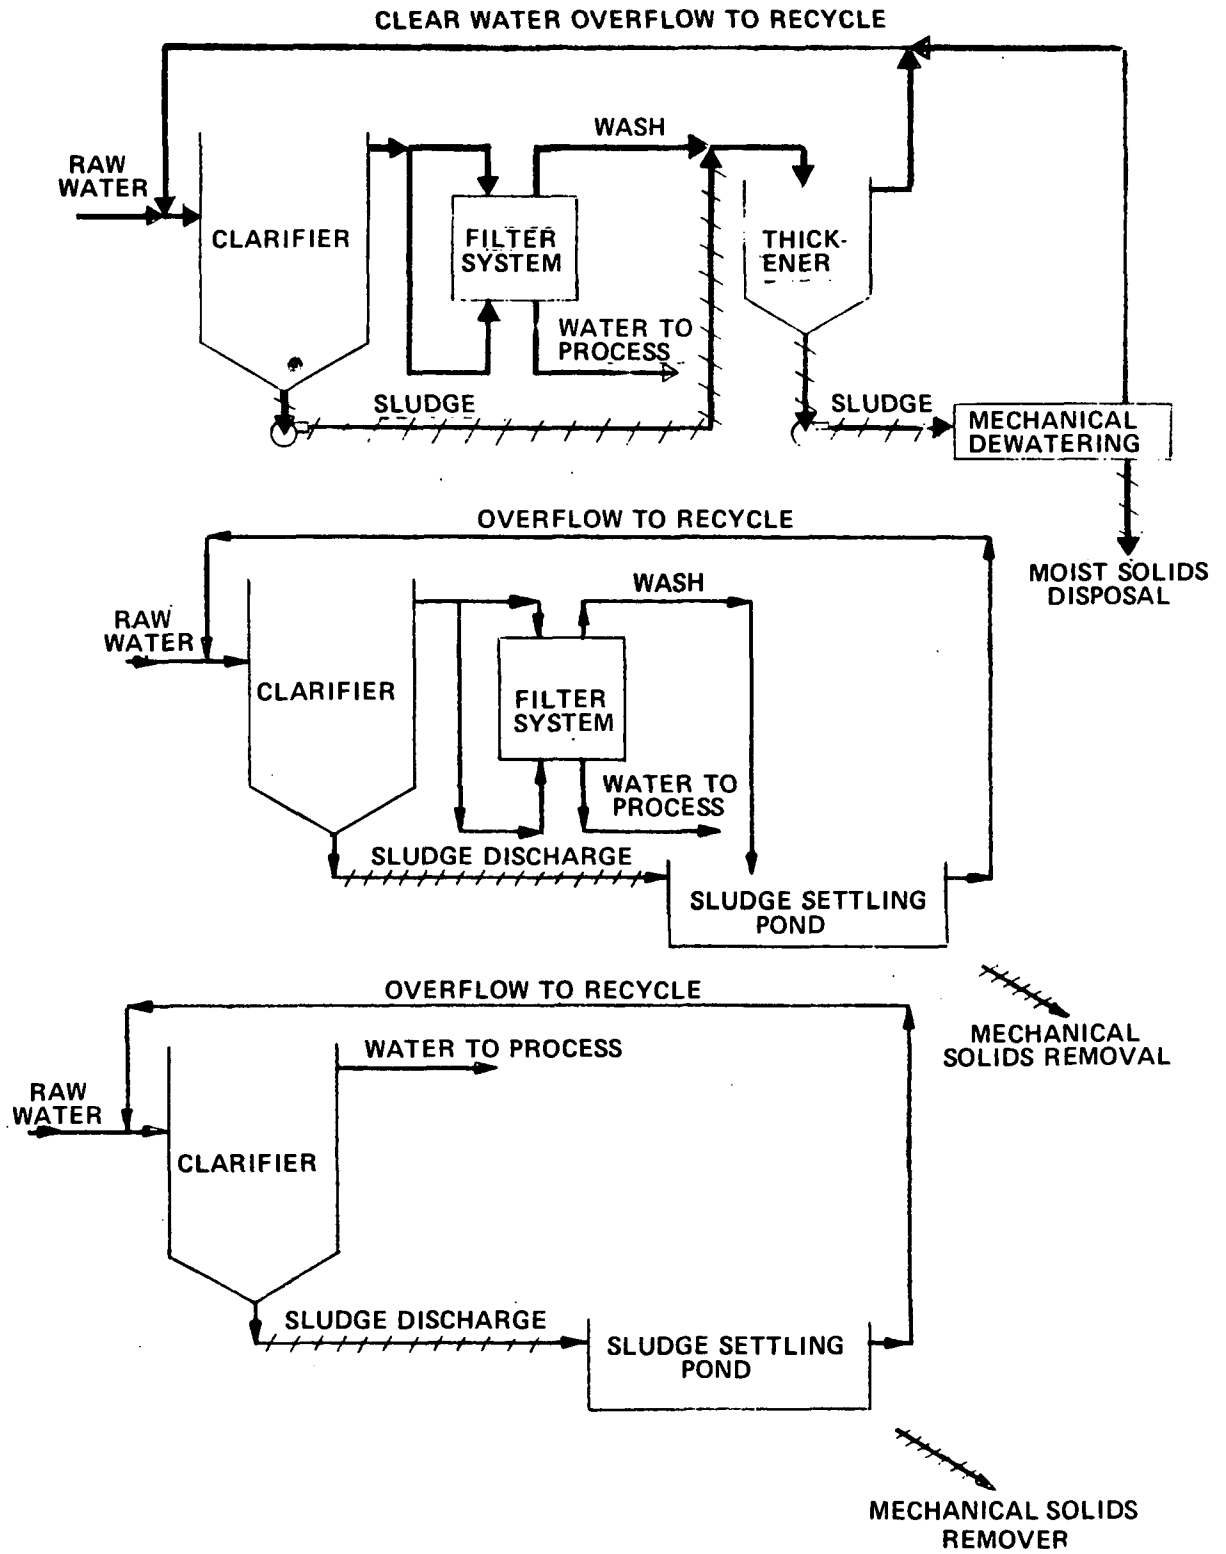 CLEAR WATER OVERFLOW TO RECYCLE
WASH
RAW
WATER
CLARIFIER
FILTER
SYSTEM
THICK-
ENER
WATER TO
PROCESS
SLUDGE
SLUDGE
MECHANICAL
DEWATERING
MOIST SOLIDS
DISPOSAL
OVERFLOW TO RECYCLE
WASH
RAW
WATER
CLARIFIER
FILTER
SYSTEM
WATER TO
PROCESS
SLUDGE DISCHARGE
SLUDGE SETTLING
POND
MECHANICAL
SOLIDS REMOVAL
OVERFLOW TO RECYCLE
WATER TO PROCESS
RAW
WATER
CLARIFIER
SLUDGE DISCHARGE
SLUDGE SETTLING
POND
MECHANICAL SOLIDS
REMOVER